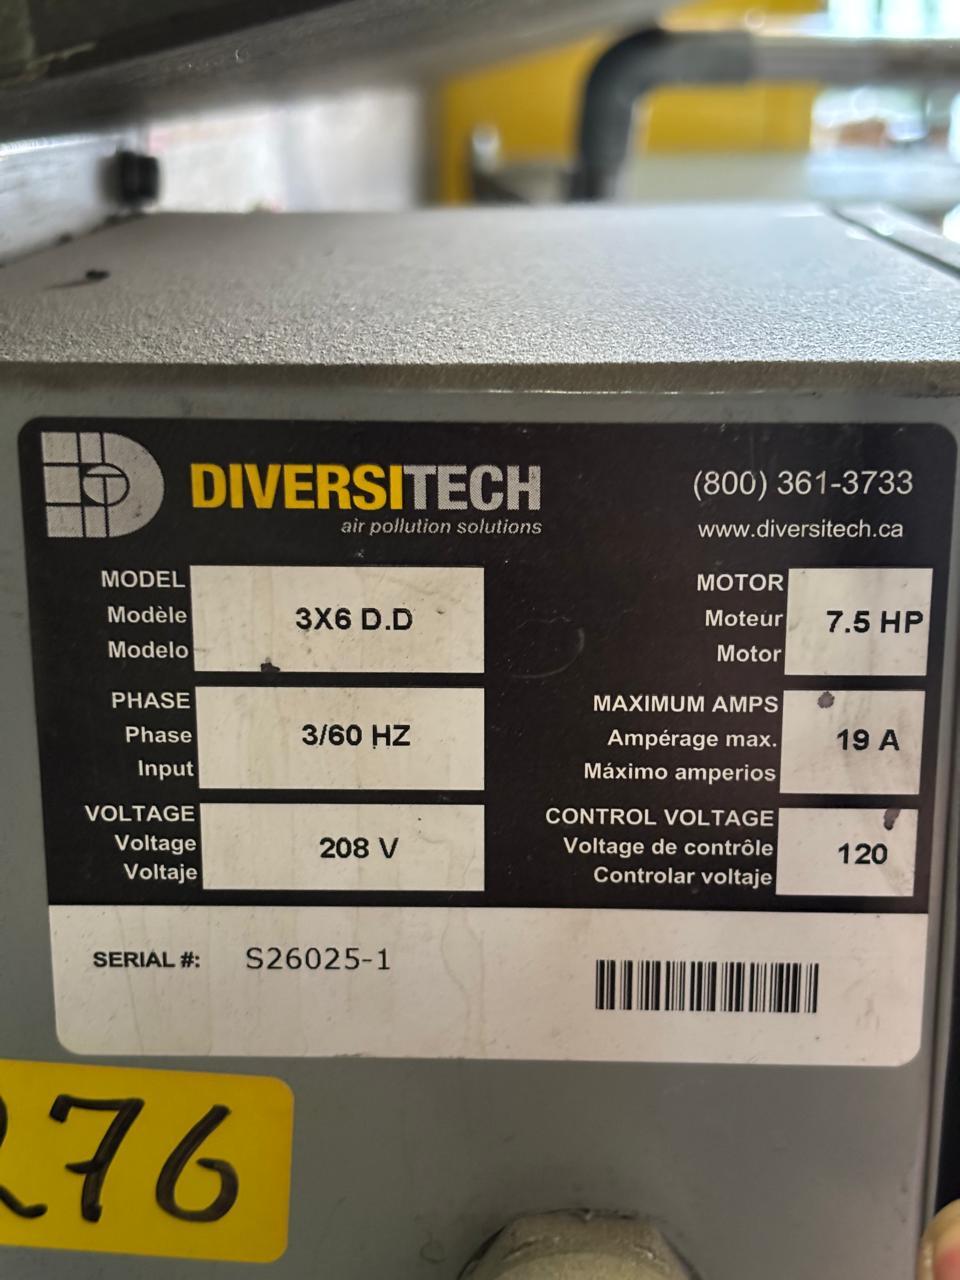 DIVERSITECH
air pollution solutions
(800) 361-3733
www.diversitech.ca
MODEL
Modèle
Modelo
3X6 D.D
MOTOR
Moteur
Motor
7.5 HP
PHASE
Phase
Input
3/60 HZ
MAXIMUM AMPS
Ampérage max.
Máximo amperios
19 A
VOLTAGE
Voltage
Voltaje
208 V
CONTROL VOLTAGE
Voltage de contrôle
Controlar voltaje
120
SERIAL #: S26025-1
276